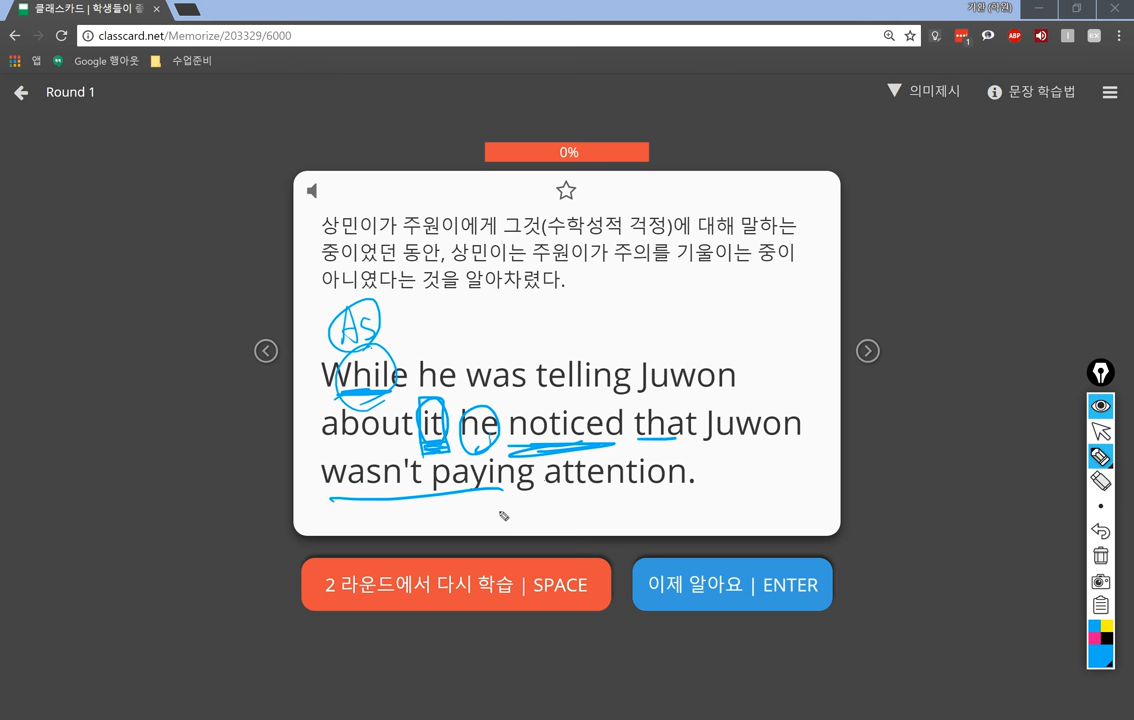 클래스카드 | 학생들이 즐
기완 (학원)
classcard.net/Memorize/203329/6000
ABP
1
앱 Google 행아웃 수업준비
Round 1
의미제시
문장 학습법
0%
상민이가 주원이에게 그것(수학성적 걱정)에 대해 말하는
중이었던 동안, 상민이는 주원이가 주의를 기울이는 중이
아니였다는 것을 알아차렸다.
As
While he was telling Juwon
about it he noticed that Juwon
wasn't paying attention.
2 라운드에서 다시 학습 | SPACE
이제 알아요 | ENTER